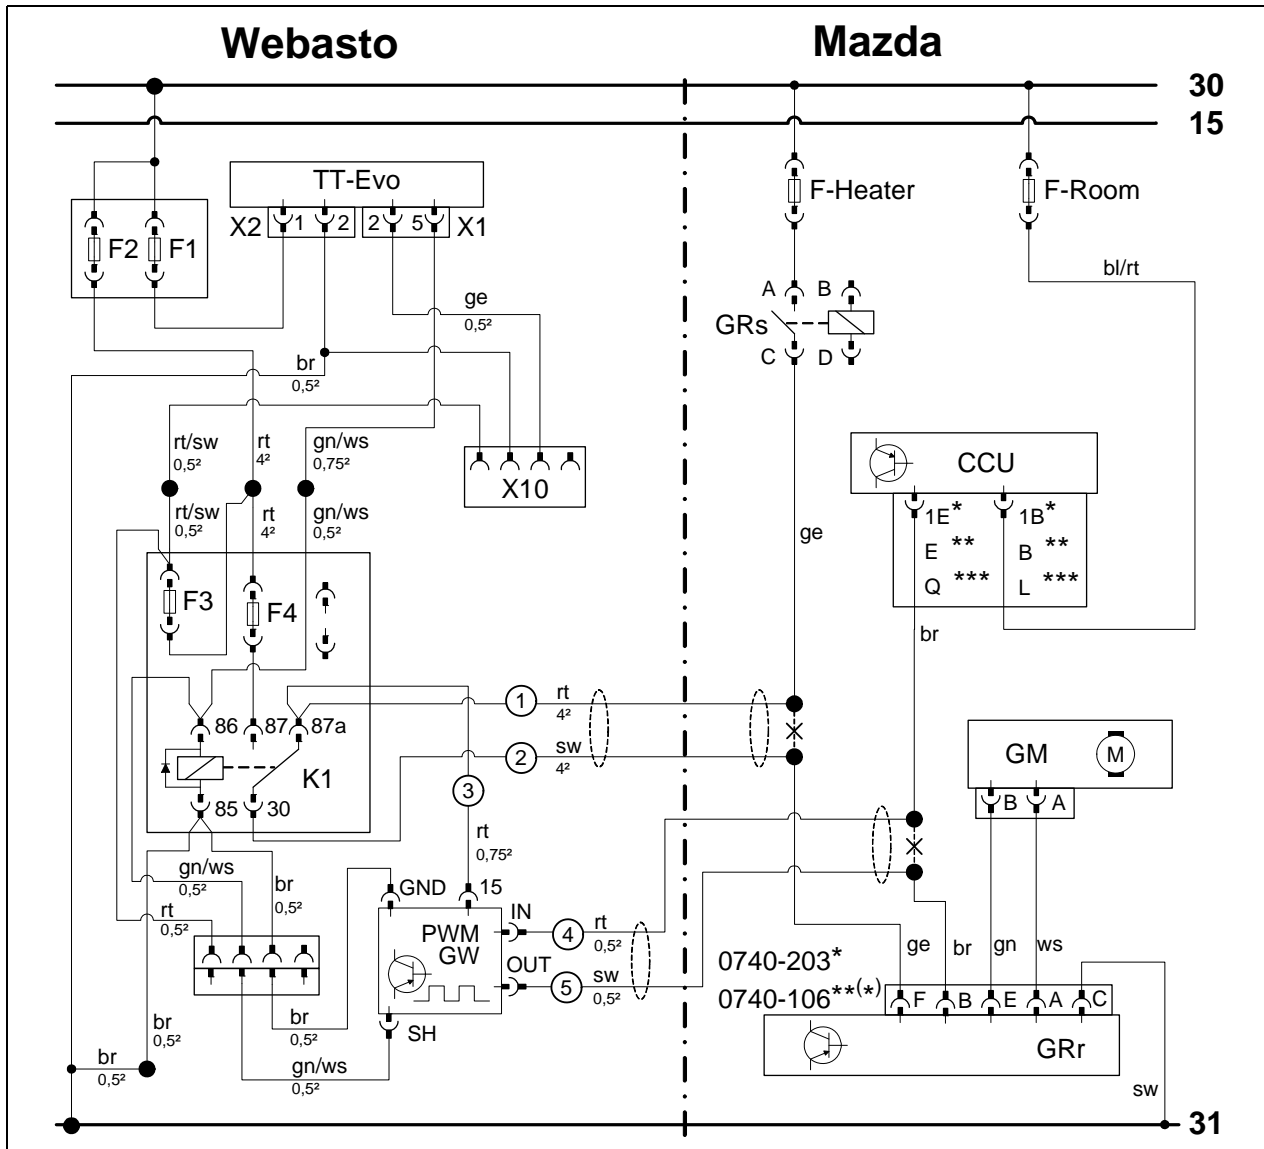 Webasto
Mazda
30
15
TT-Evo
F-Heater
F-Room
X2 1 2 2 5 X1
F2 F1
bl/rt
A B
ge
0,5²
GRs
C D
br
0,5²
rt/sw
0,5²
rt
4²
gn/ws
0,75²
CCU
X10
rt/sw
0,5²
rt
4²
gn/ws
0,5²
1E* 1B*
E ** B **
Q *** L ***
ge
F3 F4
br
1 rt
4²
86 87 87a
2 sw
4²
GM M
K1
3
B A
85 30
rt
0,75²
gn/ws
0,5²
br
0,5²
rt
0,5²
GND 15
IN
4 rt
0,5²
PWM
GW
OUT
5 sw
0,5²
ge br gn ws
0740-203*
0740-106**(*)
F B E A C
br
0,5²
br
0,5²
SH
GRr
br
0,5²
gn/ws
0,5²
sw
31